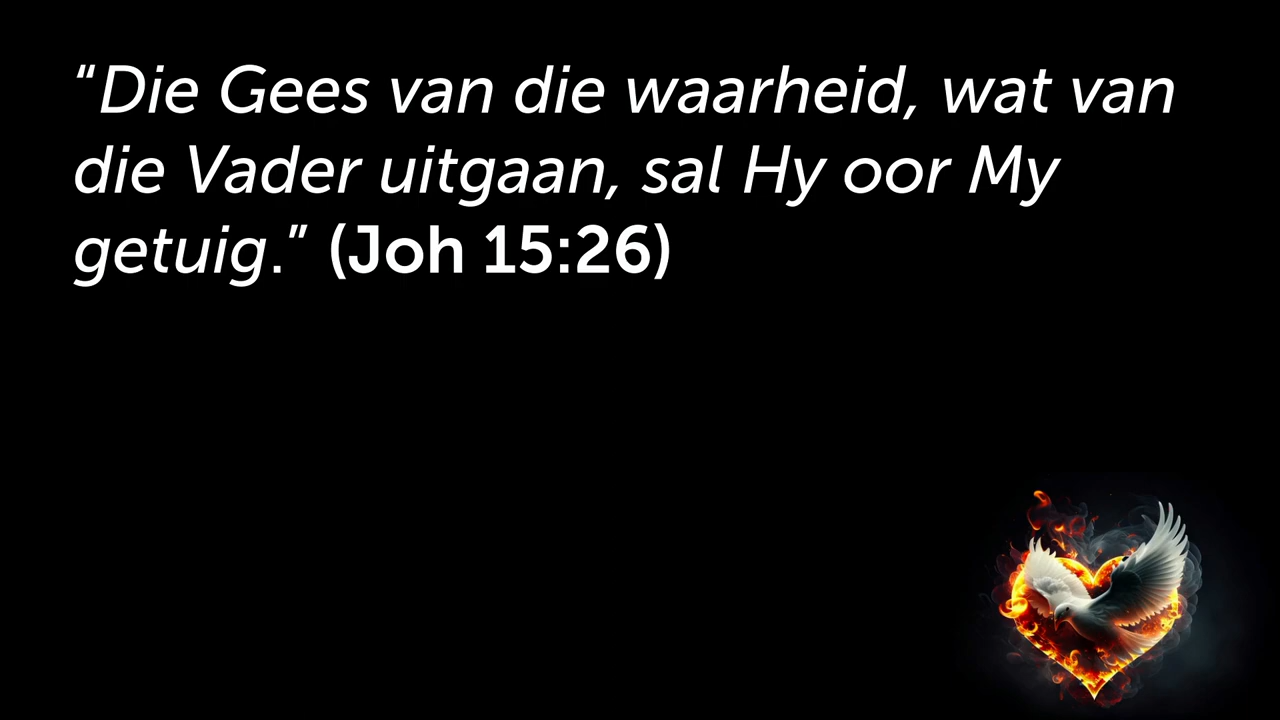 “Die Gees van die waarheid, wat van
die Vader uitgaan, sal Hy oor My
getuig.” (Joh 15:26)